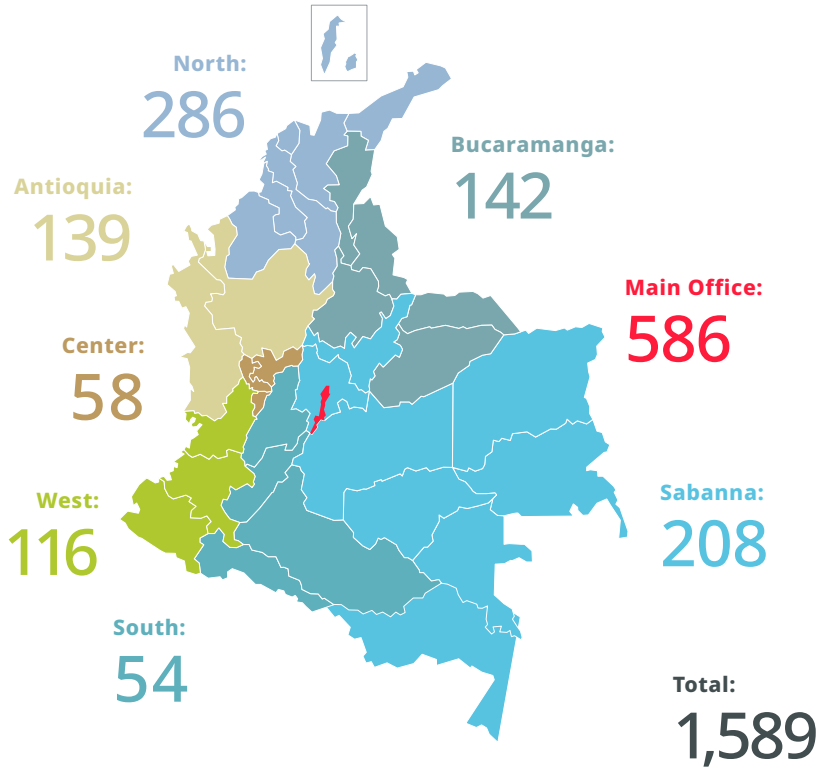 North:
286
Bucaramanga:
142
Antioquia:
139
Main Office:
586
Center:
58
West:
116
Sabanna:
208
South:
54
Total:
1,589